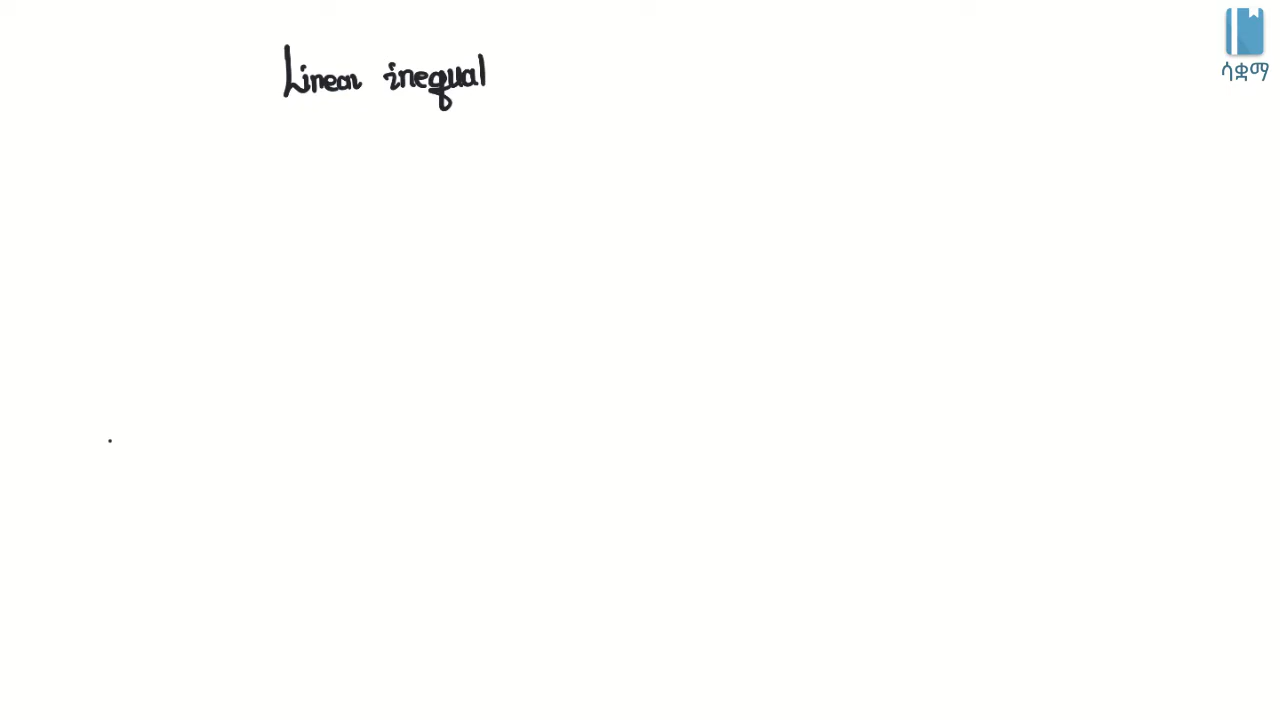 Linear inequal
ሳቋማ